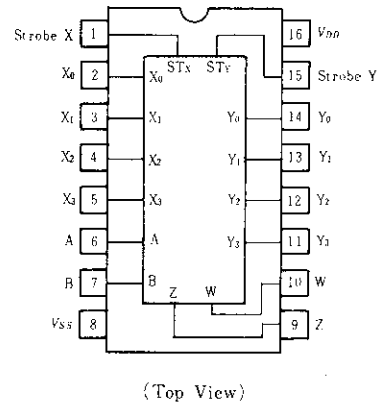 Strobe X 1 16 VDD
STX STY
15 Strobe Y
X0 2 X0 Y0 14 Y0
X1 3 X1 Y1 13 Y1
X2 4 X2 Y2 12 Y2
X3 5 X3 Y3 11 Y3
A 6 A 10 W
B 7 B Z W
VSS 8 9 Z
(Top View)